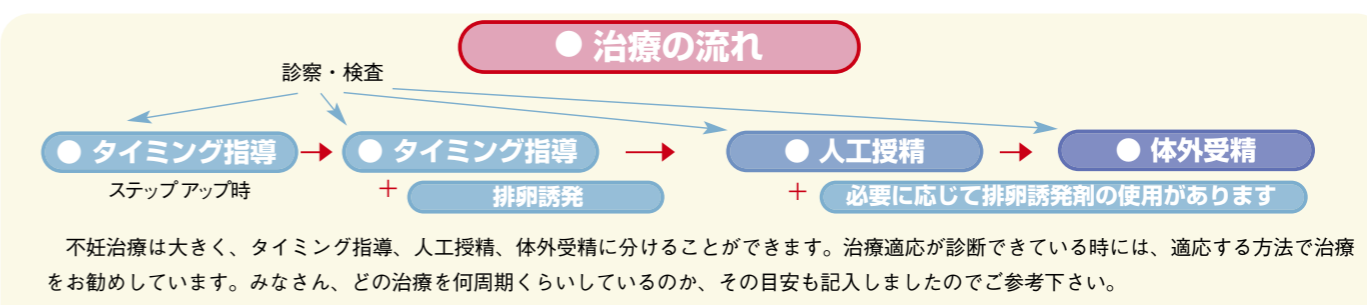 ● 治療の流れ
診察・検査
● タイミング指導 ● タイミング指導 ● 人工授精 ● 体外受精
ステップアップ時 + 排卵誘発 + 必要に応じて排卵誘発剤の使用があります
不妊治療は大きく、タイミング指導、人工授精、体外受精に分けることができます。治療適応が診断できている時には、適応する方法で治療
をお勧めしています。みなさん、どの治療を何周期くらいしているのか、その目安も記入しましたのでご参考下さい。